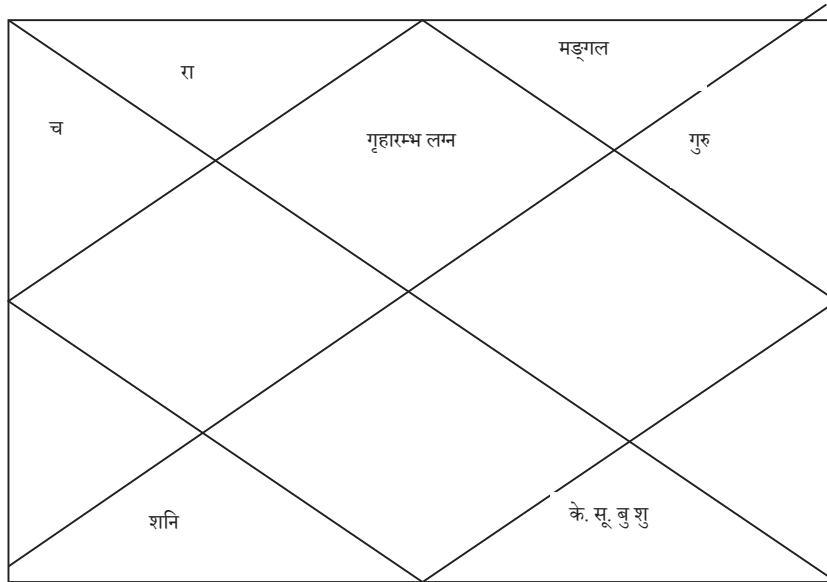 मङ्गल
रा
च
गृहारम्भ लग्न
गुरु
शनि
के. सू. बु शु